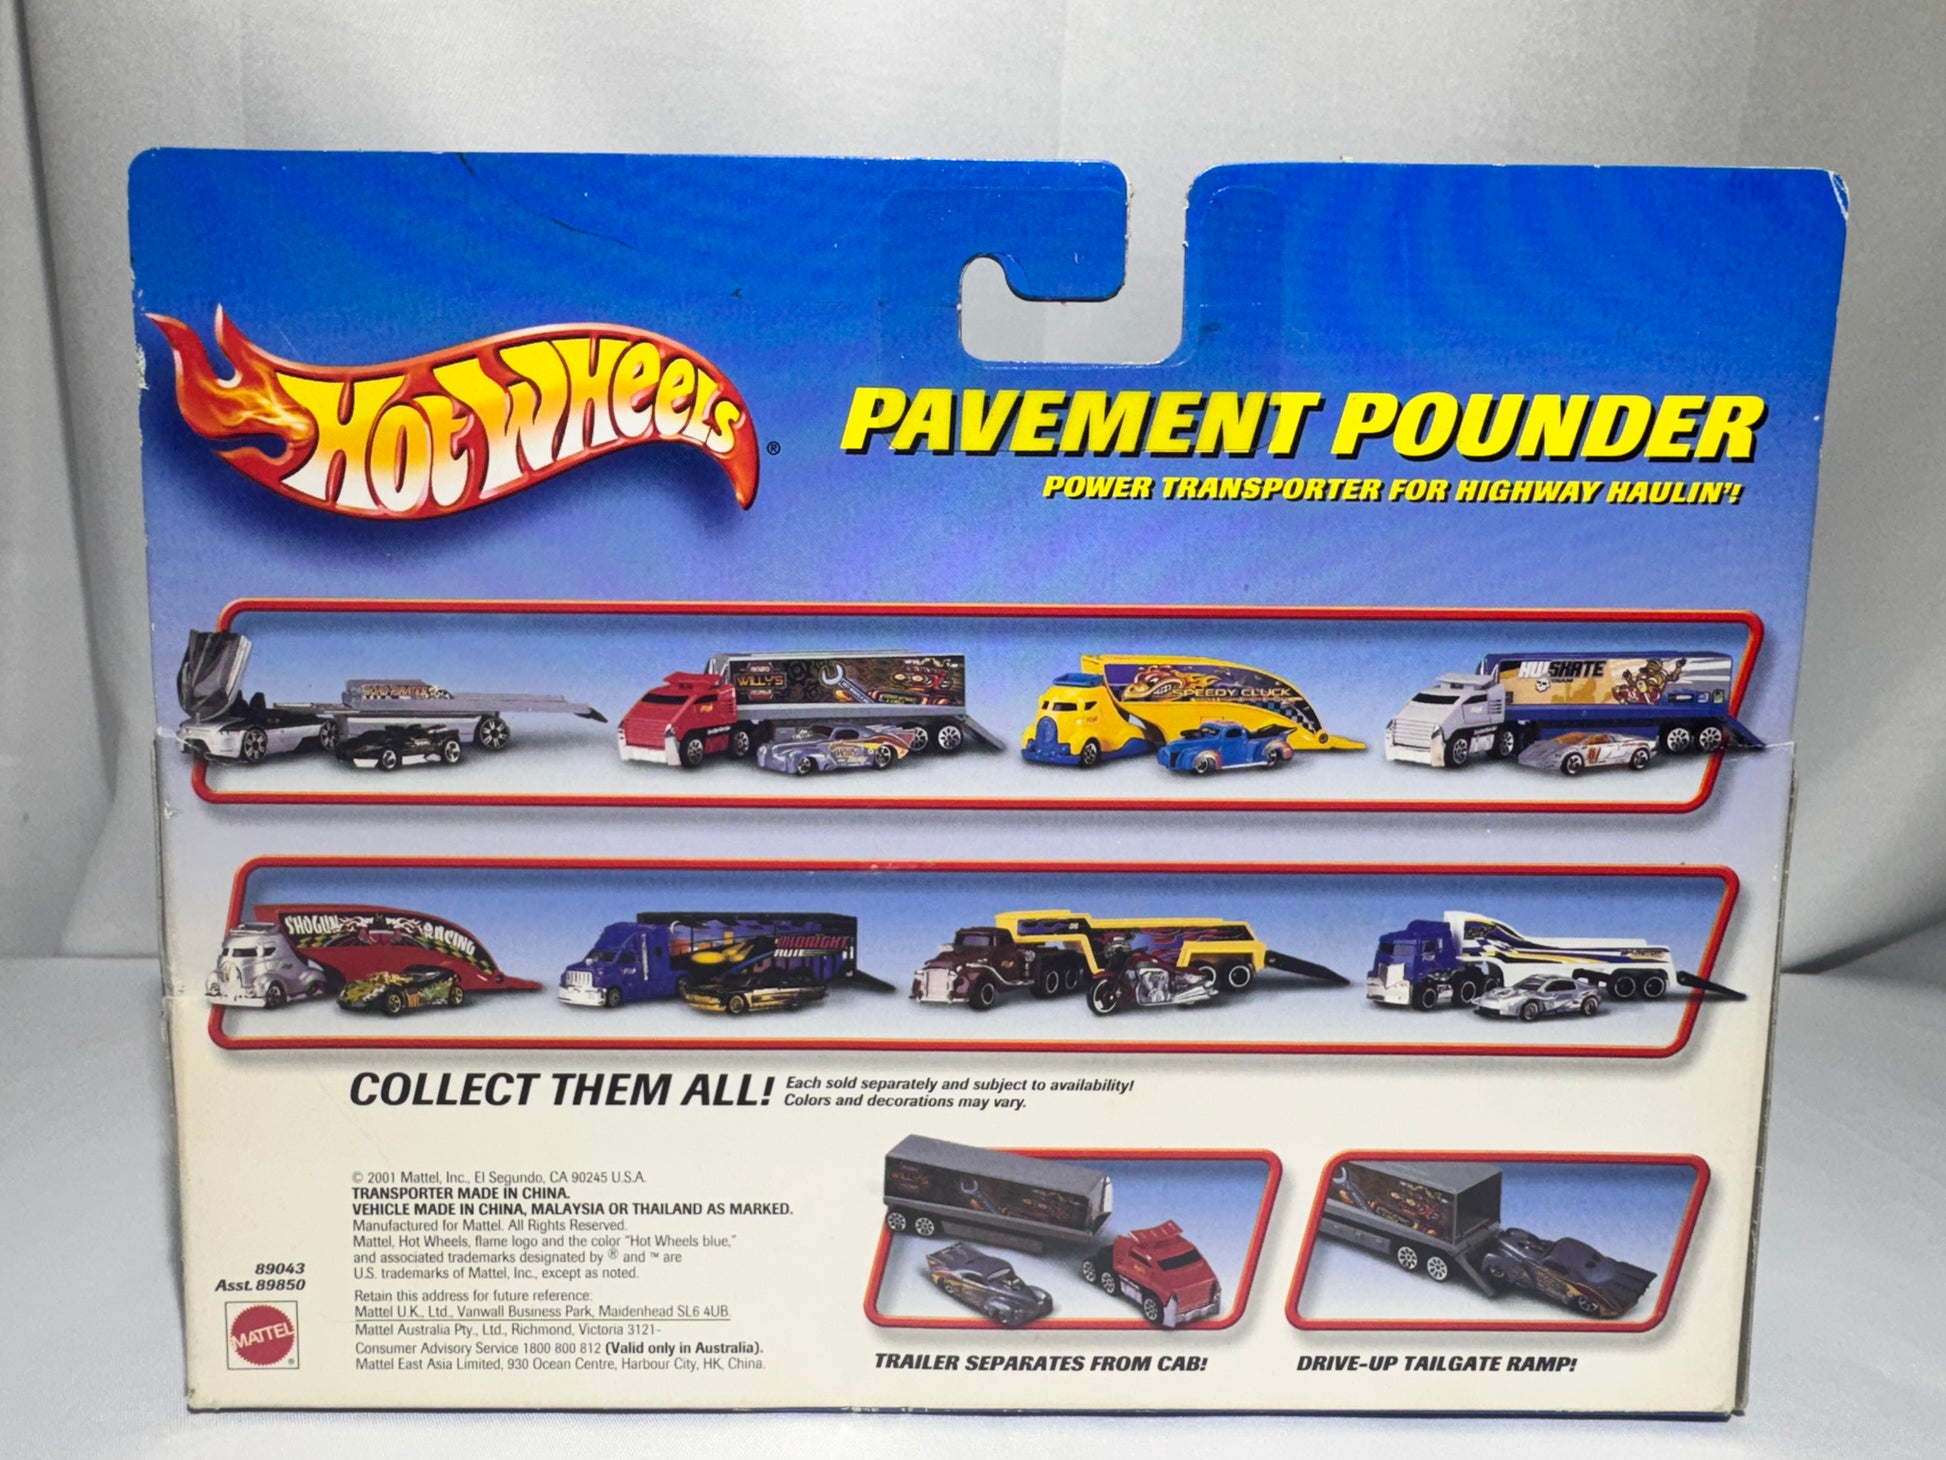 HOT WHEELS ®
PAVEMENT POUNDER
POWER TRANSPORTER FOR HIGHWAY HAULIN'!
WILLY'S
SPEEDY CLUCK
SKATE
SHOGUN RACING
MIDNIGHT
COLLECT THEM ALL! Each sold separately and subject to availability!
Colors and decorations may vary.
© 2001 Mattel, Inc., El Segundo, CA 90245 U.S.A.
TRANSPORTER MADE IN CHINA.
VEHICLE MADE IN CHINA, MALAYSIA OR THAILAND AS MARKED.
Manufactured for Mattel. All Rights Reserved.
Mattel, Hot Wheels, flame logo and the color "Hot Wheels blue,"
and associated trademarks designated by ® and ™ are
U.S. trademarks of Mattel, Inc., except as noted.
Retain this address for future reference:
Mattel U.K., Ltd., Vanwall Business Park, Maidenhead SL6 4UB.
Mattel Australia Pty., Ltd., Richmond, Victoria 3121-
Consumer Advisory Service 1800 800 812 (Valid only in Australia).
Mattel East Asia Limited, 930 Ocean Centre, Harbour City, HK, China.
89043
Asst. 89850
MATTEL ®
WILLY'S
TRAILER SEPARATES FROM CAB!
DRIVE-UP TAILGATE RAMP!